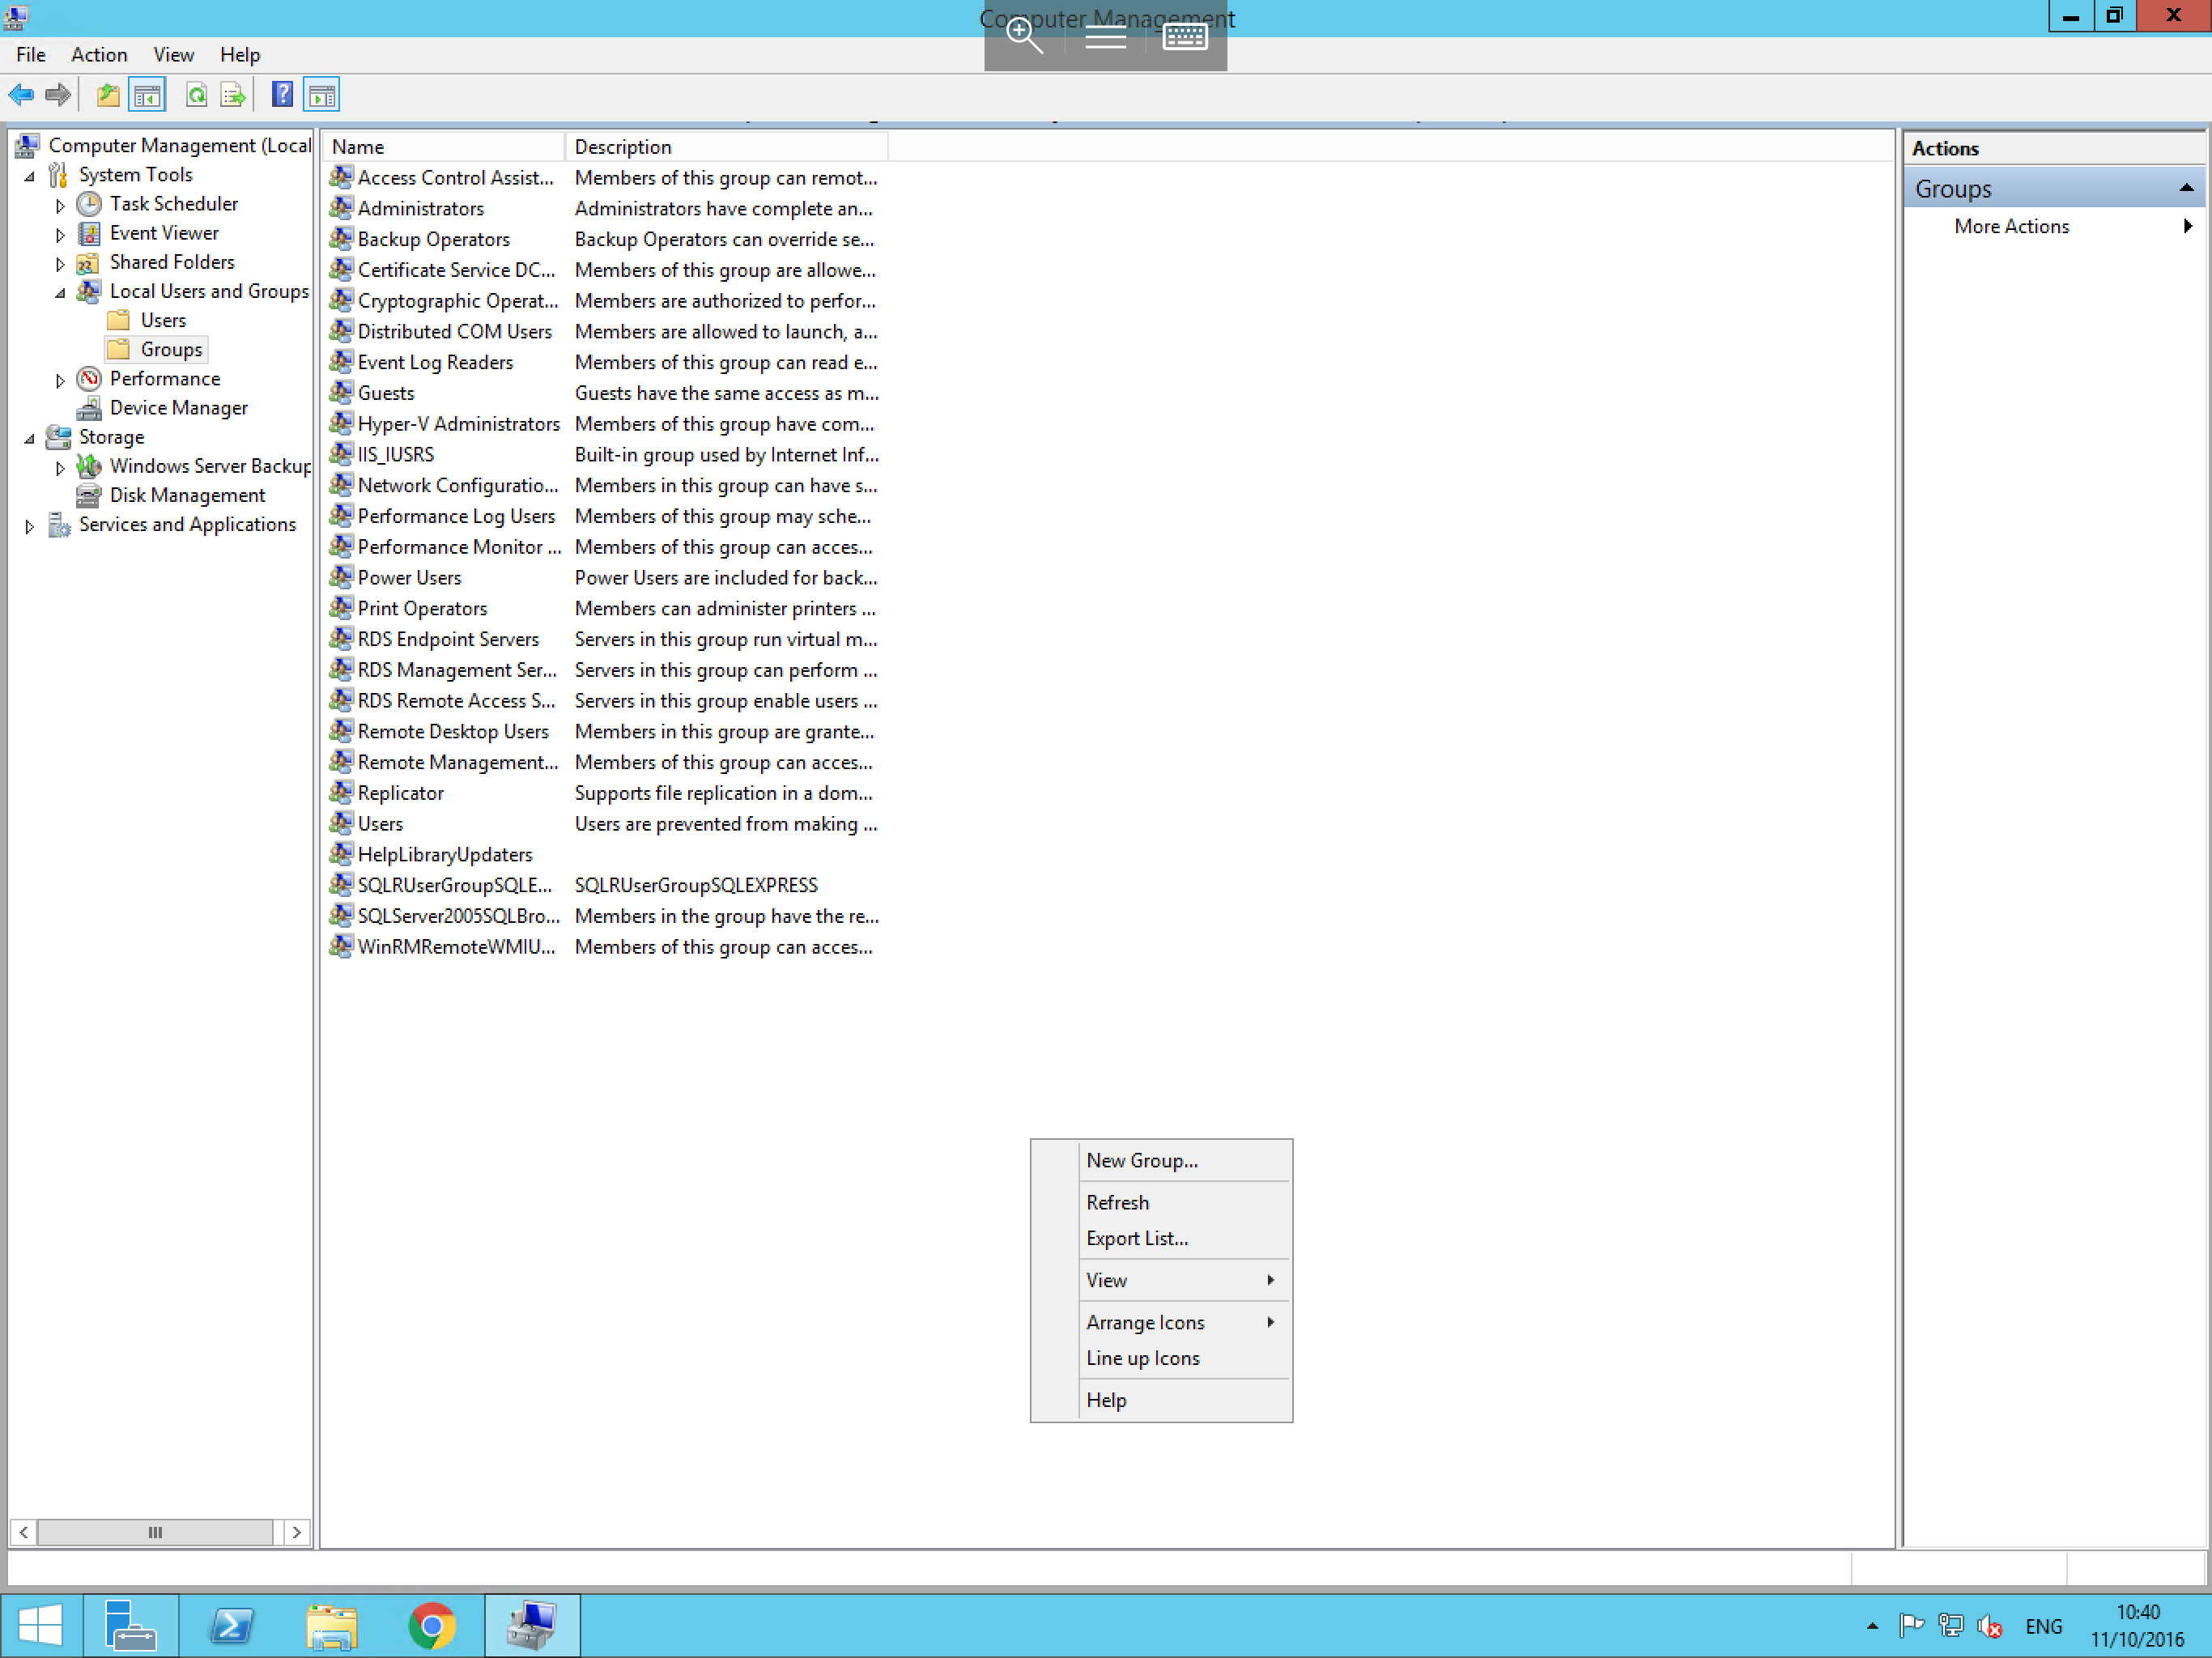 Computer Management
File Action View Help
Computer Management (Local
System Tools
Task Scheduler
Event Viewer
Shared Folders
Local Users and Groups
Users
Groups
Performance
Device Manager
Storage
Windows Server Backup
Disk Management
Services and Applications
Name Description
Access Control Assist... Members of this group can remot...
Administrators Administrators have complete an...
Backup Operators Backup Operators can override se...
Certificate Service DC... Members of this group are allowe...
Cryptographic Operat... Members are authorized to perfor...
Distributed COM Users Members are allowed to launch, a...
Event Log Readers Members of this group can read e...
Guests Guests have the same access as m...
Hyper-V Administrators Members of this group have com...
IIS_IUSRS Built-in group used by Internet Inf...
Network Configuratio... Members in this group can have s...
Performance Log Users Members of this group may sche...
Performance Monitor ... Members of this group can acces...
Power Users Power Users are included for back...
Print Operators Members can administer printers ...
RDS Endpoint Servers Servers in this group run virtual m...
RDS Management Ser... Servers in this group can perform ...
RDS Remote Access S... Servers in this group enable users ...
Remote Desktop Users Members in this group are grante...
Remote Management... Members of this group can acces...
Replicator Supports file replication in a dom...
Users Users are prevented from making ...
HelpLibraryUpdaters
SQLRUserGroupSQLE... SQLRUserGroupSQLEXPRESS
SQLServer2005SQLBro... Members in the group have the re...
WinRMRemoteWMIU... Members of this group can acces...
New Group...
Refresh
Export List...
View
Arrange Icons
Line up Icons
Help
Actions
Groups
More Actions
ENG
10:40
11/10/2016